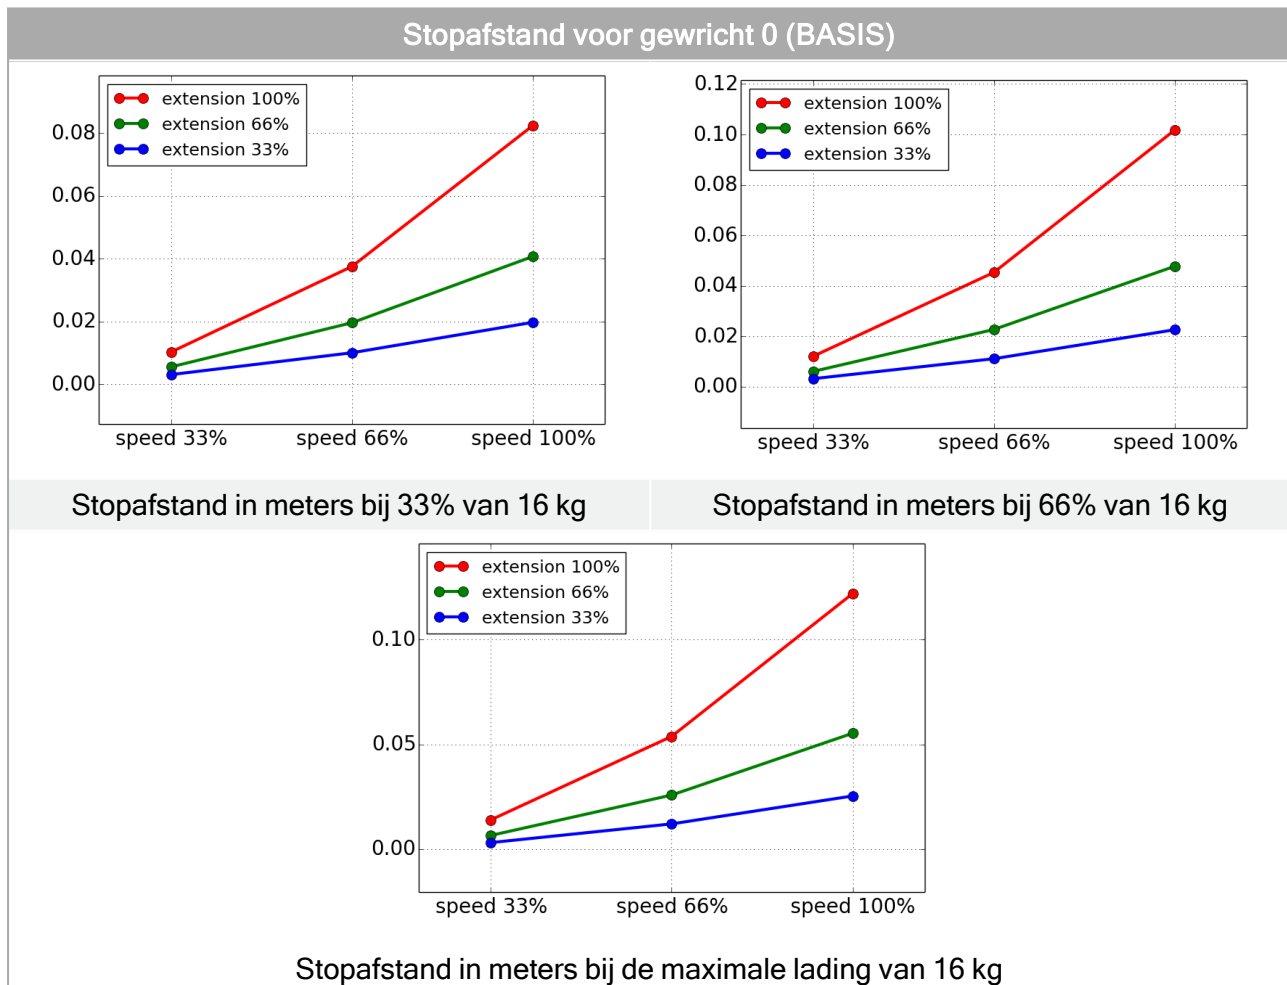 Stopafstand voor gewricht 0 (BASIS)
extension 100%
extension 66%
extension 33%
0.08
0.06
0.04
0.02
0.00
speed 33% speed 66% speed 100%
extension 100%
extension 66%
extension 33%
0.12
0.10
0.08
0.06
0.04
0.02
0.00
speed 33% speed 66% speed 100%
Stopafstand in meters bij 33% van 16 kg
Stopafstand in meters bij 66% van 16 kg
extension 100%
extension 66%
extension 33%
0.10
0.05
0.00
speed 33% speed 66% speed 100%
Stopafstand in meters bij de maximale lading van 16 kg